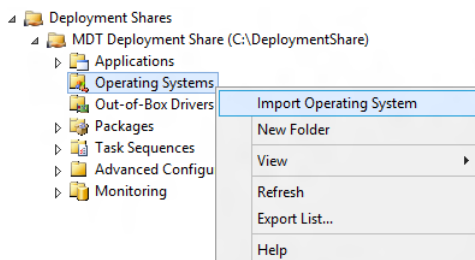 Deployment Shares
MDT Deployment Share (C:\DeploymentShare)
Applications
Operating Systems
Out-of-Box Drivers
Packages
Task Sequences
Advanced Configu
Monitoring
Import Operating System
New Folder
View
Refresh
Export List...
Help